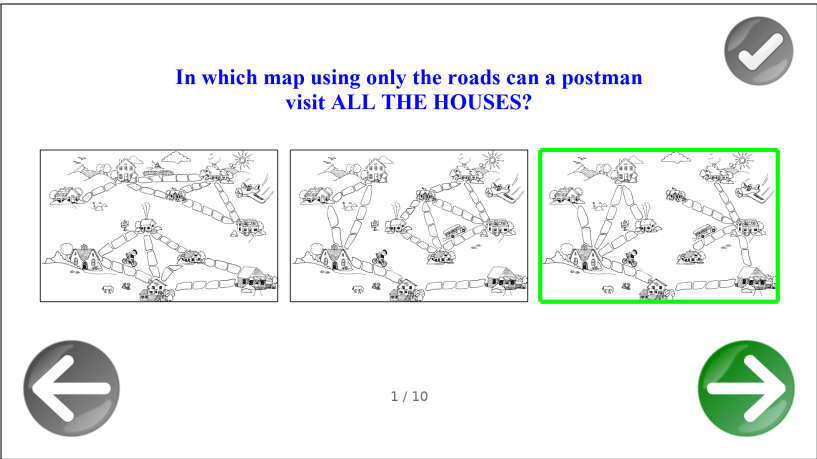 In which map using only the roads can a postman
visit ALL THE HOUSES?
1 / 10